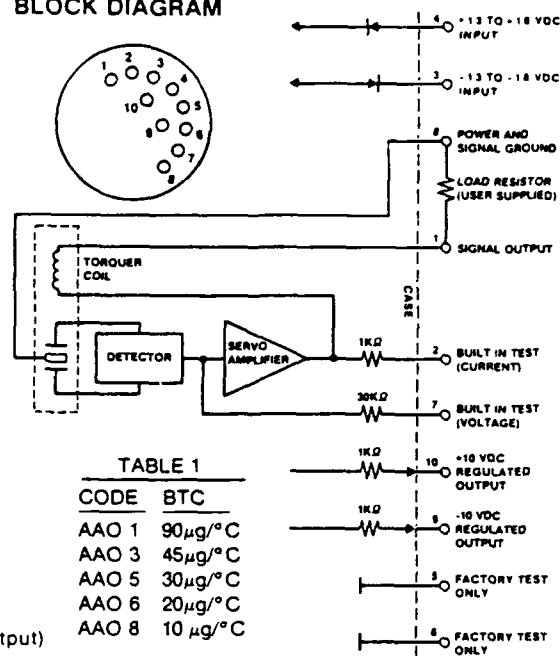 BLOCK DIAGRAM
1
2
3
4
5
6
7
8
9
10
4
+13 TO +18 VDC
INPUT
3
-13 TO -18 VDC
INPUT
8
POWER AND
SIGNAL GROUND
LOAD RESISTOR
(USER SUPPLIED)
1
SIGNAL OUTPUT
TORQUER
COIL
CASE
DETECTOR
SERVO
AMPLIFIER
1KΩ
2
BUILT IN TEST
(CURRENT)
30KΩ
7
BUILT IN TEST
(VOLTAGE)
1KΩ
10
+10 VDC
REGULATED
OUTPUT
1KΩ
9
-10 VDC
REGULATED
OUTPUT
5
FACTORY TEST
ONLY
6
FACTORY TEST
ONLY
TABLE 1
CODE BTC
AAO 1 90μg/°C
AAO 3 45μg/°C
AAO 5 30μg/°C
AAO 6 20μg/°C
AAO 8 10 μg/°C
tput)